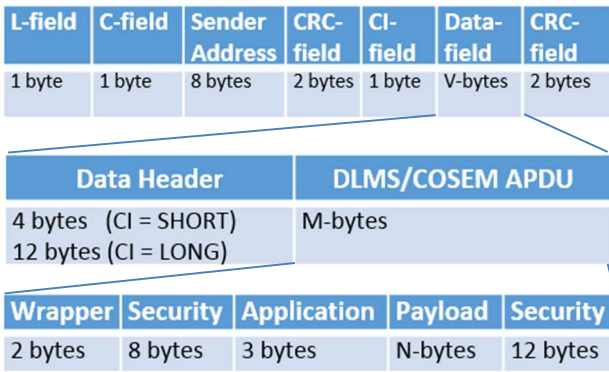 L-field C-field Sender Address CRC-field CI-field Data-field CRC-field
1 byte 1 byte 8 bytes 2 bytes 1 byte V-bytes 2 bytes
Data Header DLMS/COSEM APDU
4 bytes (CI = SHORT) M-bytes
12 bytes (CI = LONG)
Wrapper Security Application Payload Security
2 bytes 8 bytes 3 bytes N-bytes 12 bytes